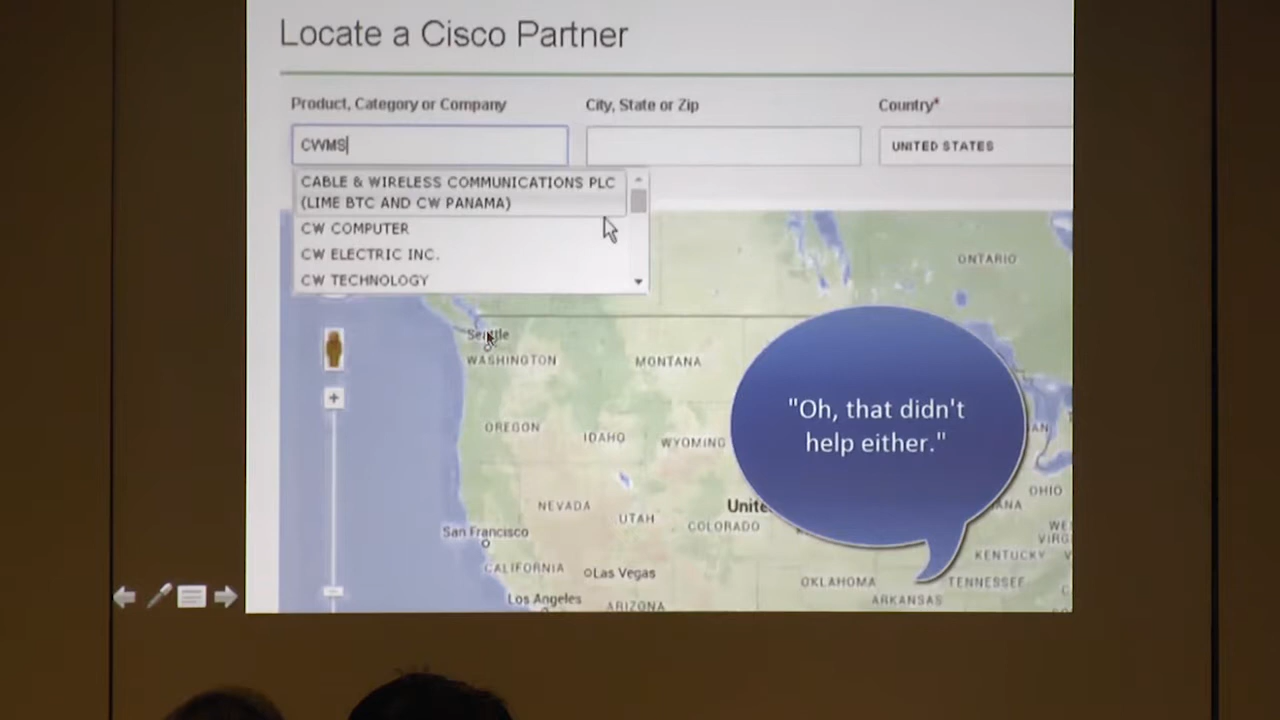 Locate a Cisco Partner
Product, Category or Company
City, State or Zip
Country*
CWMS
UNITED STATES
CABLE & WIRELESS COMMUNICATIONS PLC
(LIME BTC AND CW PANAMA)
CW COMPUTER
CW ELECTRIC INC.
CW TECHNOLOGY
ONTARIO
Seattle
WASHINGTON
MONTANA
"Oh, that didn't
help either."
OREGON
IDAHO
WYOMING
NEVADA
UTAH
COLORADO
Unite
OHIO
San Francisco
KENTUCKY
CALIFORNIA
Las Vegas
OKLAHOMA
TENNESSEE
Los Angeles
ARIZONA
ARKANSAS